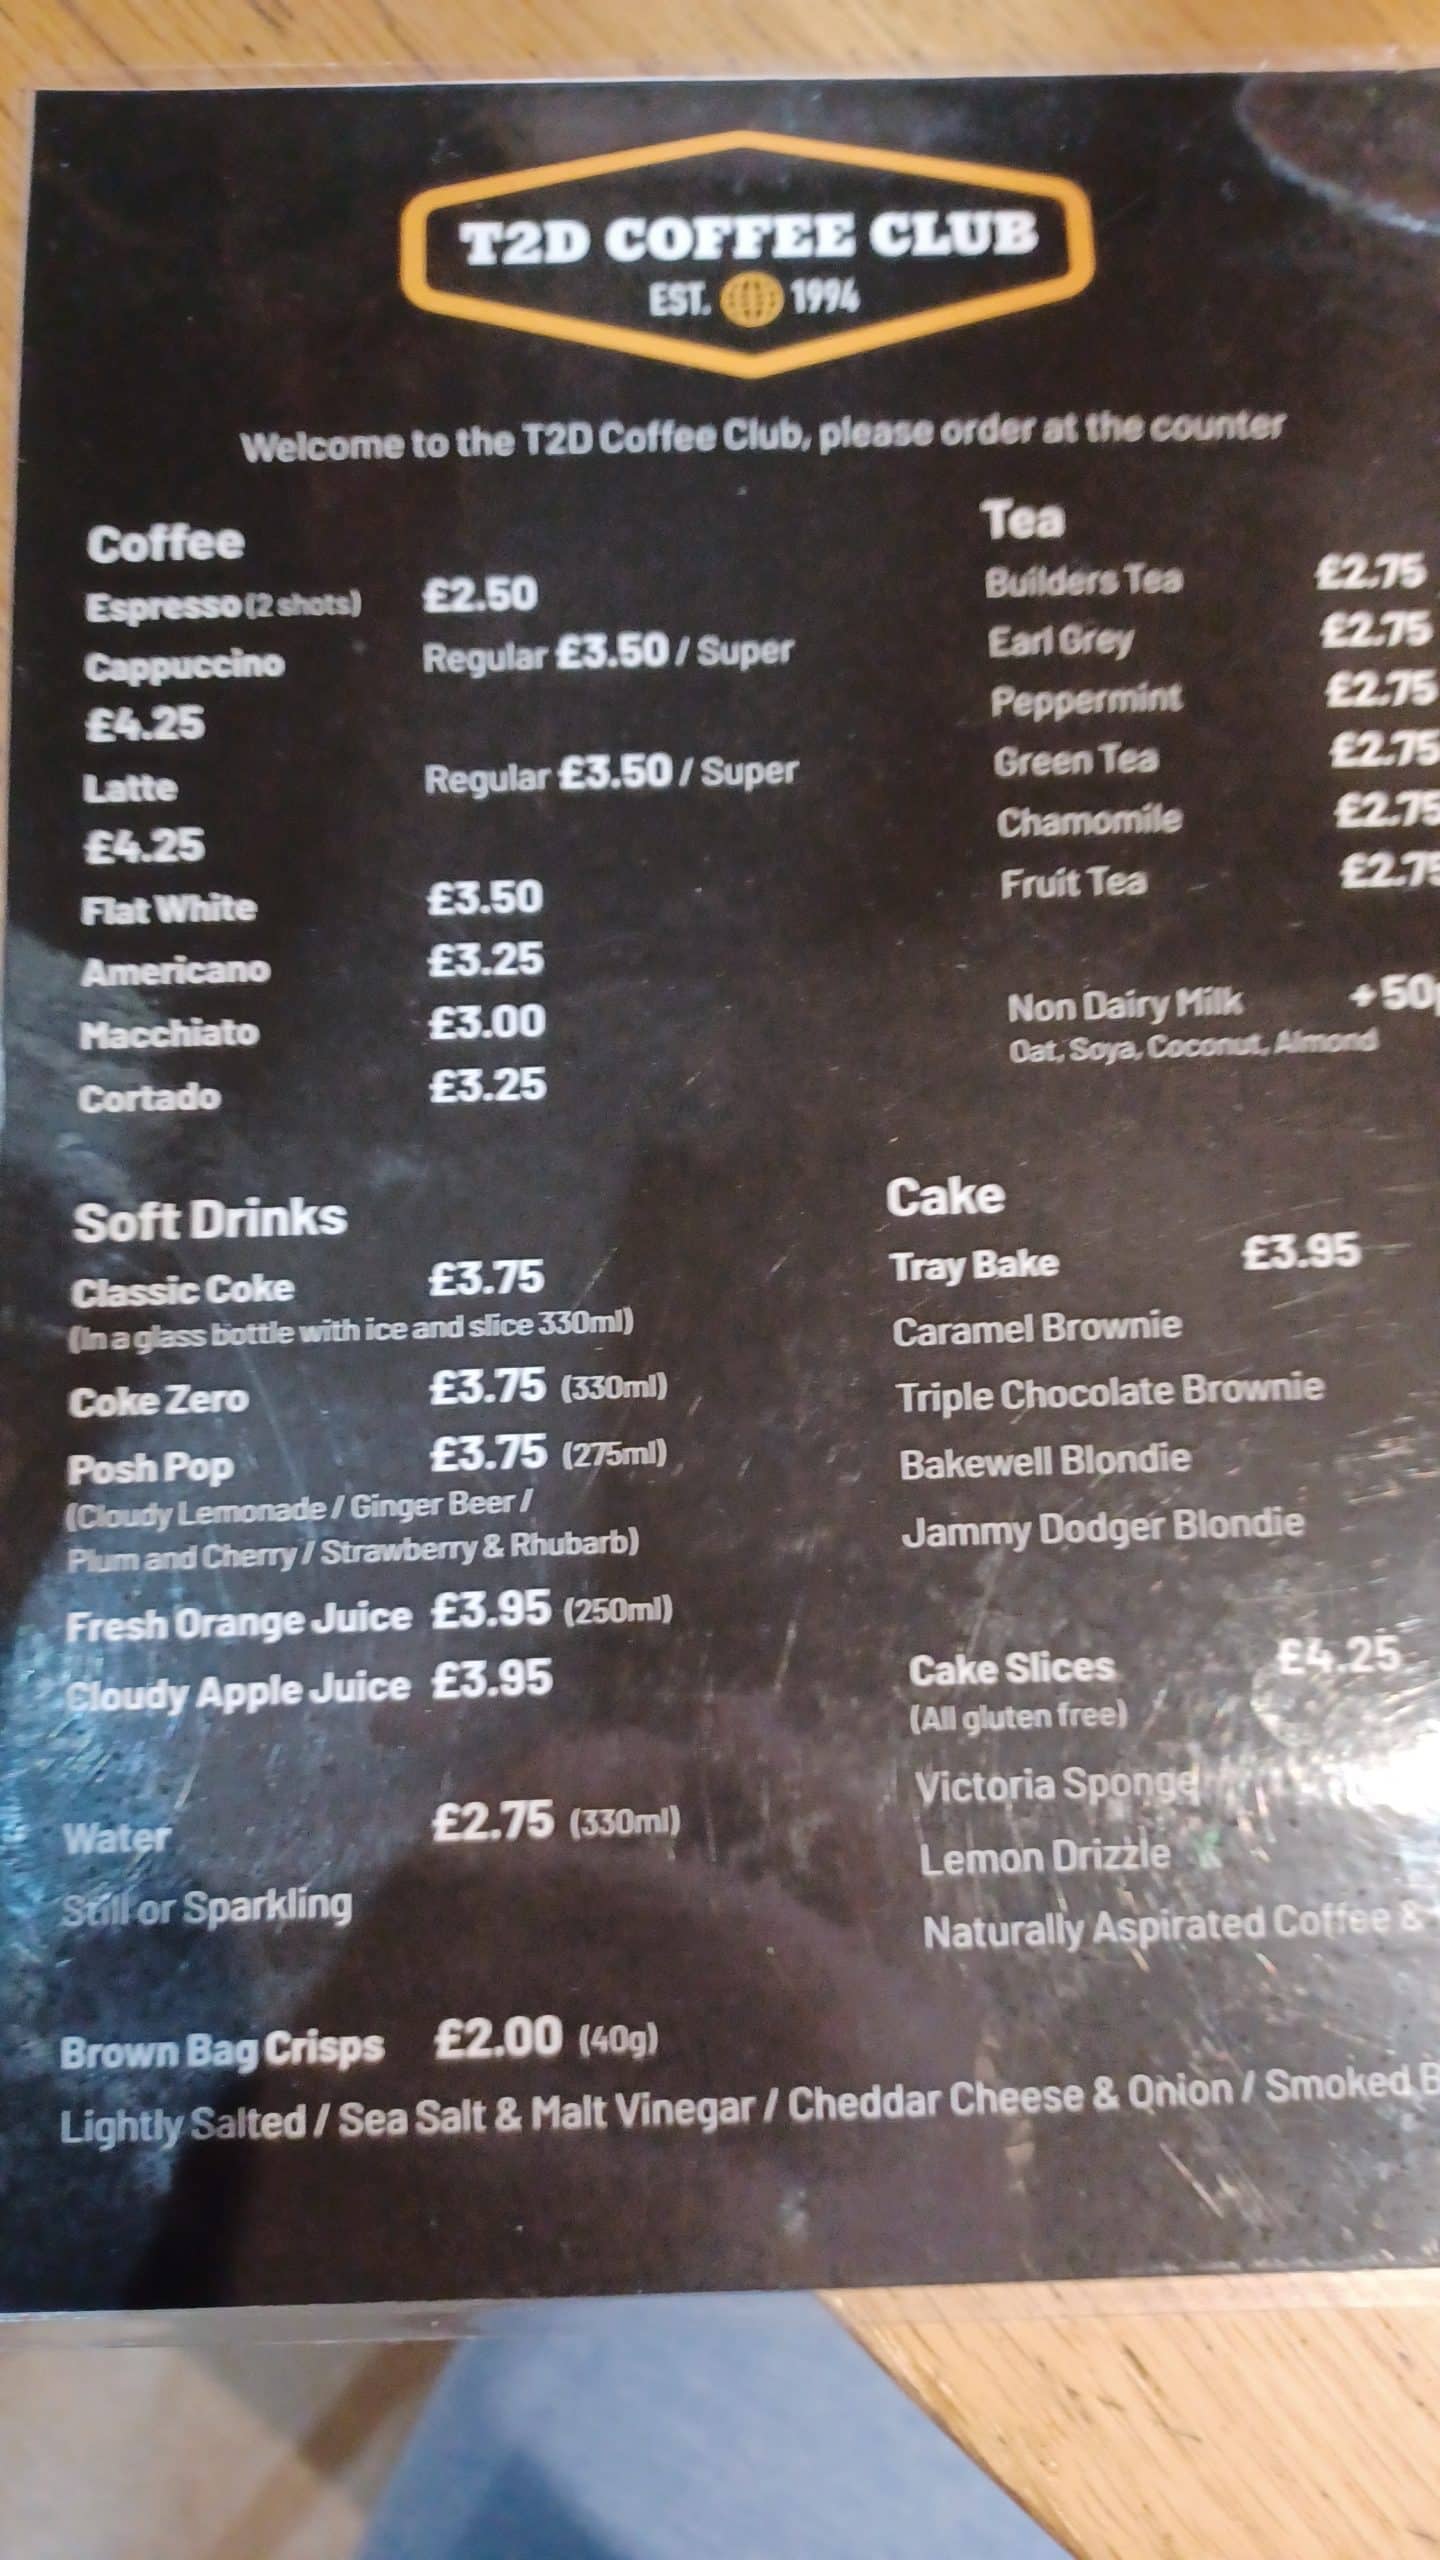 T2D COFFEE CLUB
EST. 1994
Welcome to the T2D Coffee Club, please order at the counter
Coffee
Espresso (2 shots) £2.50
Cappuccino Regular £3.50 / Super
£4.25
Latte Regular £3.50 / Super
£4.25
Flat White £3.50
Americano £3.25
Macchiato £3.00
Cortado £3.25
Tea
Builders Tea £2.75
Earl Grey £2.75
Peppermint £2.75
Green Tea £2.75
Chamomile £2.75
Fruit Tea £2.75
Non Dairy Milk + 50p
Oat, Soya, Coconut, Almond
Soft Drinks
Classic Coke £3.75
(In a glass bottle with ice and slice 330ml)
Coke Zero £3.75 (330ml)
Posh Pop £3.75 (275ml)
(Cloudy Lemonade / Ginger Beer /
Plum and Cherry / Strawberry & Rhubarb)
Fresh Orange Juice £3.95 (250ml)
Cloudy Apple Juice £3.95
Water £2.75 (330ml)
Still or Sparkling
Cake
Tray Bake £3.95
Caramel Brownie
Triple Chocolate Brownie
Bakewell Blondie
Jammy Dodger Blondie
Cake Slices £4.25
(All gluten free)
Victoria Sponge
Lemon Drizzle
Naturally Aspirated Coffee &
Brown Bag Crisps £2.00 (40g)
Lightly Salted / Sea Salt & Malt Vinegar / Cheddar Cheese & Onion / Smoked